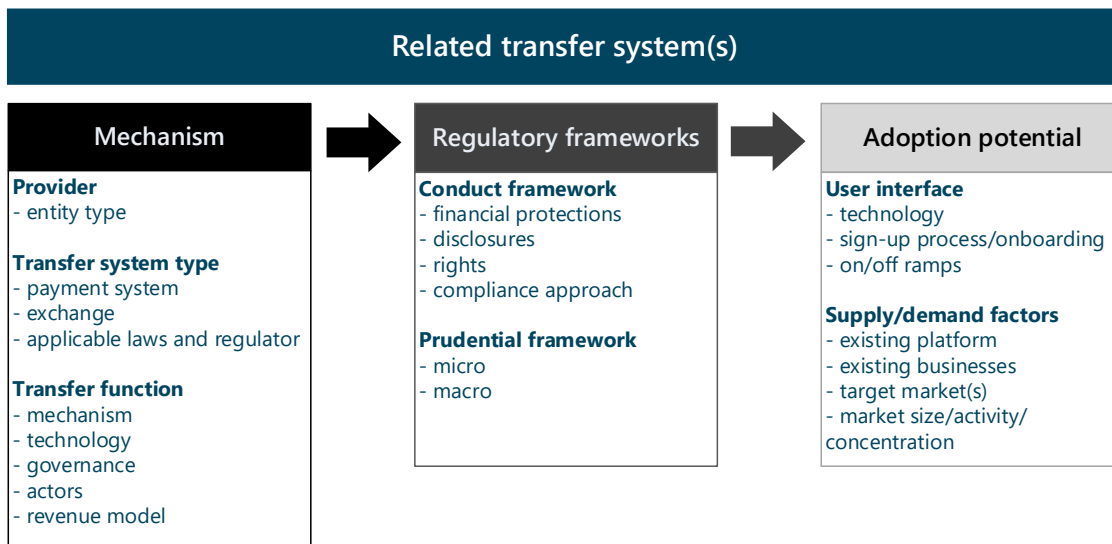 Related transfer system(s)
Mechanism
Provider
- entity type
Transfer system type
- payment system
- exchange
- applicable laws and regulator
Transfer function
- mechanism
- technology
- governance
- actors
- revenue model
Regulatory frameworks
Conduct framework
- financial protections
- disclosures
- rights
- compliance approach
Prudential framework
- micro
- macro
Adoption potential
User interface
- technology
- sign-up process/onboarding
- on/off ramps
Supply/demand factors
- existing platform
- existing businesses
- target market(s)
- market size/activity/
concentration